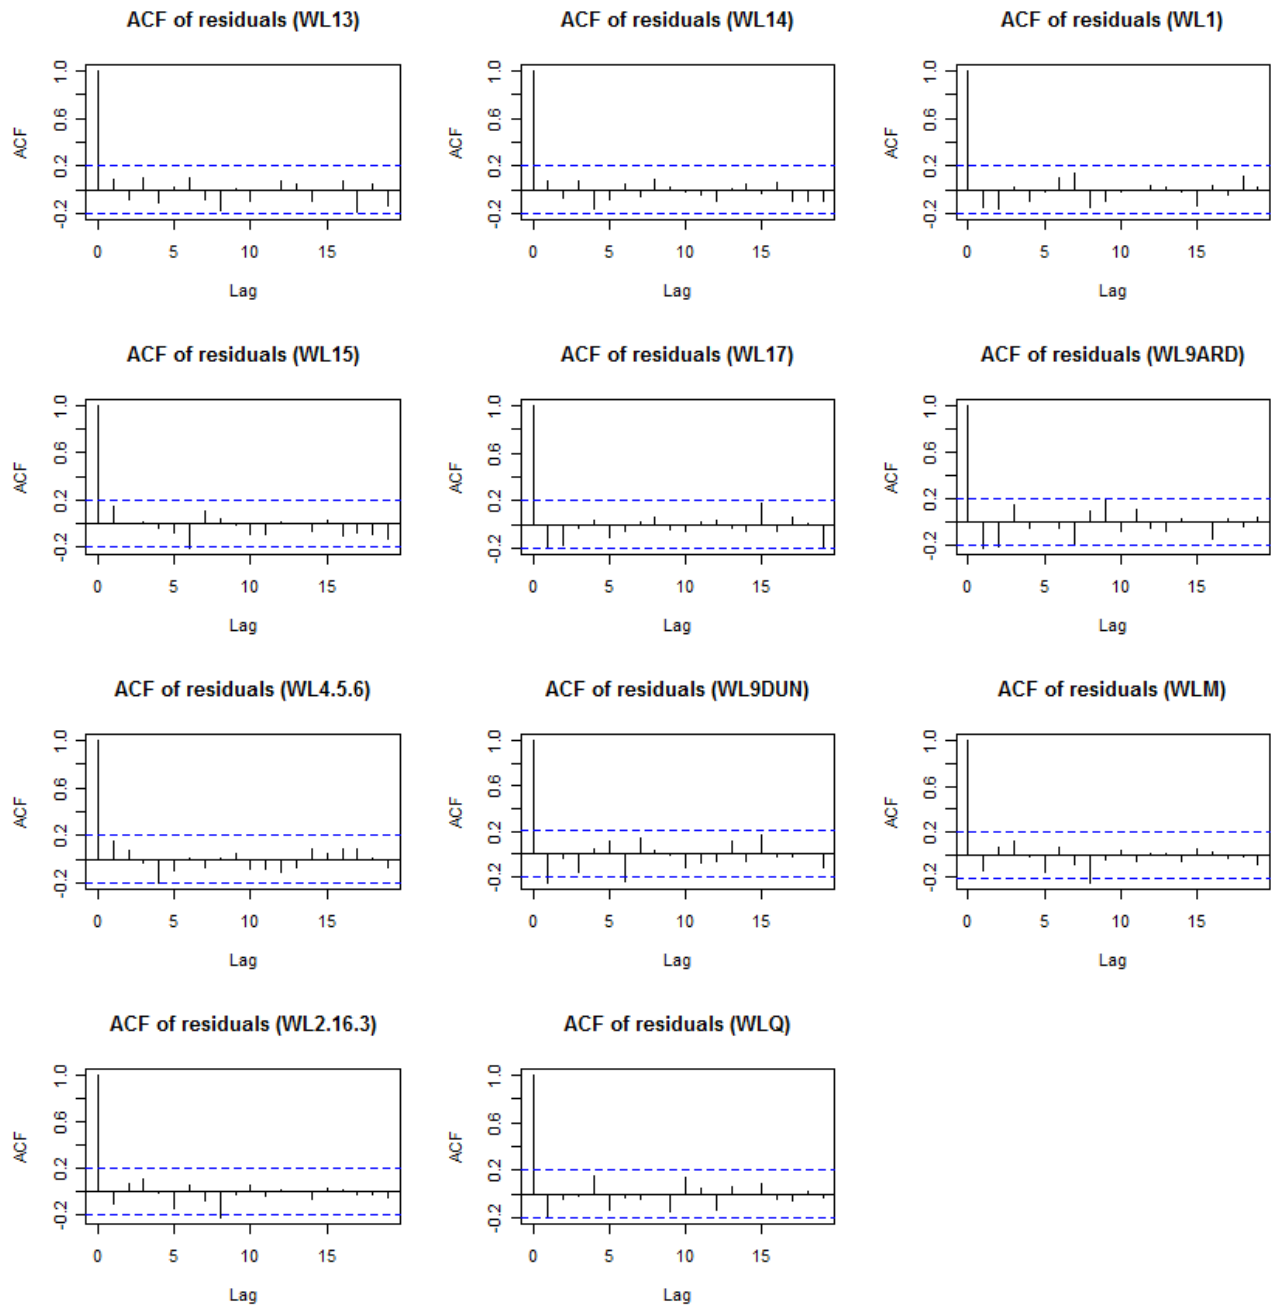 ACF of residuals (WL13)
ACF
1.0
0.6
0.2
-0.2
0 5 10 15
Lag
ACF of residuals (WL14)
ACF
1.0
0.6
0.2
-0.2
0 5 10 15
Lag
ACF of residuals (WL1)
ACF
1.0
0.6
0.2
-0.2
0 5 10 15
Lag
ACF of residuals (WL15)
ACF
1.0
0.6
0.2
-0.2
0 5 10 15
Lag
ACF of residuals (WL17)
ACF
1.0
0.6
0.2
-0.2
0 5 10 15
Lag
ACF of residuals (WL9ARD)
ACF
1.0
0.6
0.2
-0.2
0 5 10 15
Lag
ACF of residuals (WL4.5.6)
ACF
1.0
0.6
0.2
-0.2
0 5 10 15
Lag
ACF of residuals (WL9DUN)
ACF
1.0
0.6
0.2
-0.2
0 5 10 15
Lag
ACF of residuals (WLM)
ACF
1.0
0.6
0.2
-0.2
0 5 10 15
Lag
ACF of residuals (WL2.16.3)
ACF
1.0
0.6
0.2
-0.2
0 5 10 15
Lag
ACF of residuals (WLQ)
ACF
1.0
0.6
0.2
-0.2
0 5 10 15
Lag